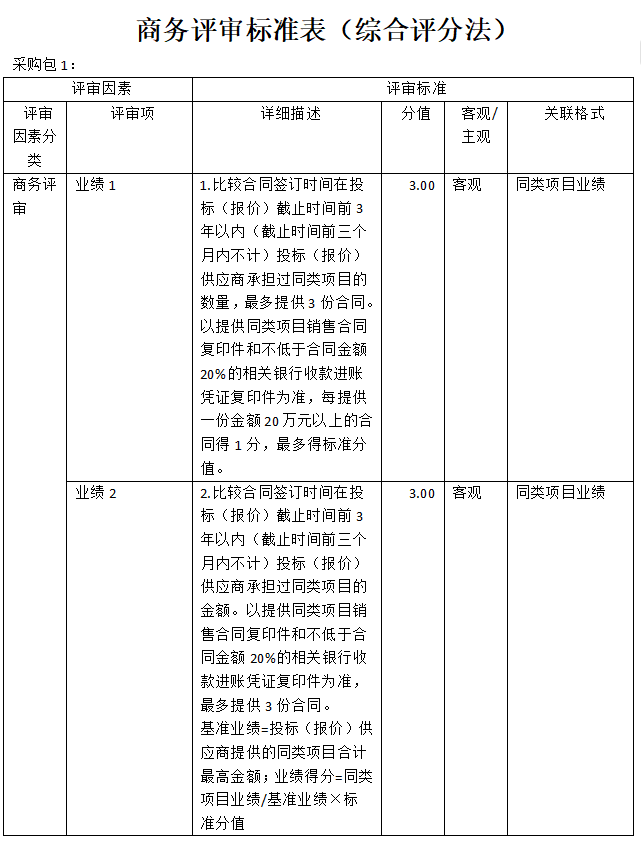 商务评审标准表（综合评分法）
采购包 1：
评审因素
评审标准
评审
因素分
类
评审项
详细描述
分值
客观/
主观
关联格式
商务评
审
业绩 1
1.比较合同签订时间在投
标（报价）截止时间前 3
年以内（截止时间前三个
月内不计）投标（报价）
供应商承担过同类项目的
数量，最多提供 3 份合同。
以提供同类项目销售合同
复印件和不低于合同金额
20%的相关银行收款进账
凭证复印件为准，每提供
一份金额 20 万元以上的合
同得 1 分，最多得标准分
值。
3.00
客观
同类项目业绩
业绩 2
2.比较合同签订时间在投
标（报价）截止时间前 3
年以内（截止时间前三个
月内不计）投标（报价）
供应商承担过同类项目的
金额。以提供同类项目销
售合同复印件和不低于合
同金额 20%的相关银行收
款进账凭证复印件为准，
最多提供 3 份合同。
基准业绩=投标（报价）供
应商提供的同类项目合计
最高金额；业绩得分=同类
项目业绩/基准业绩×标
准分值
3.00
客观
同类项目业绩